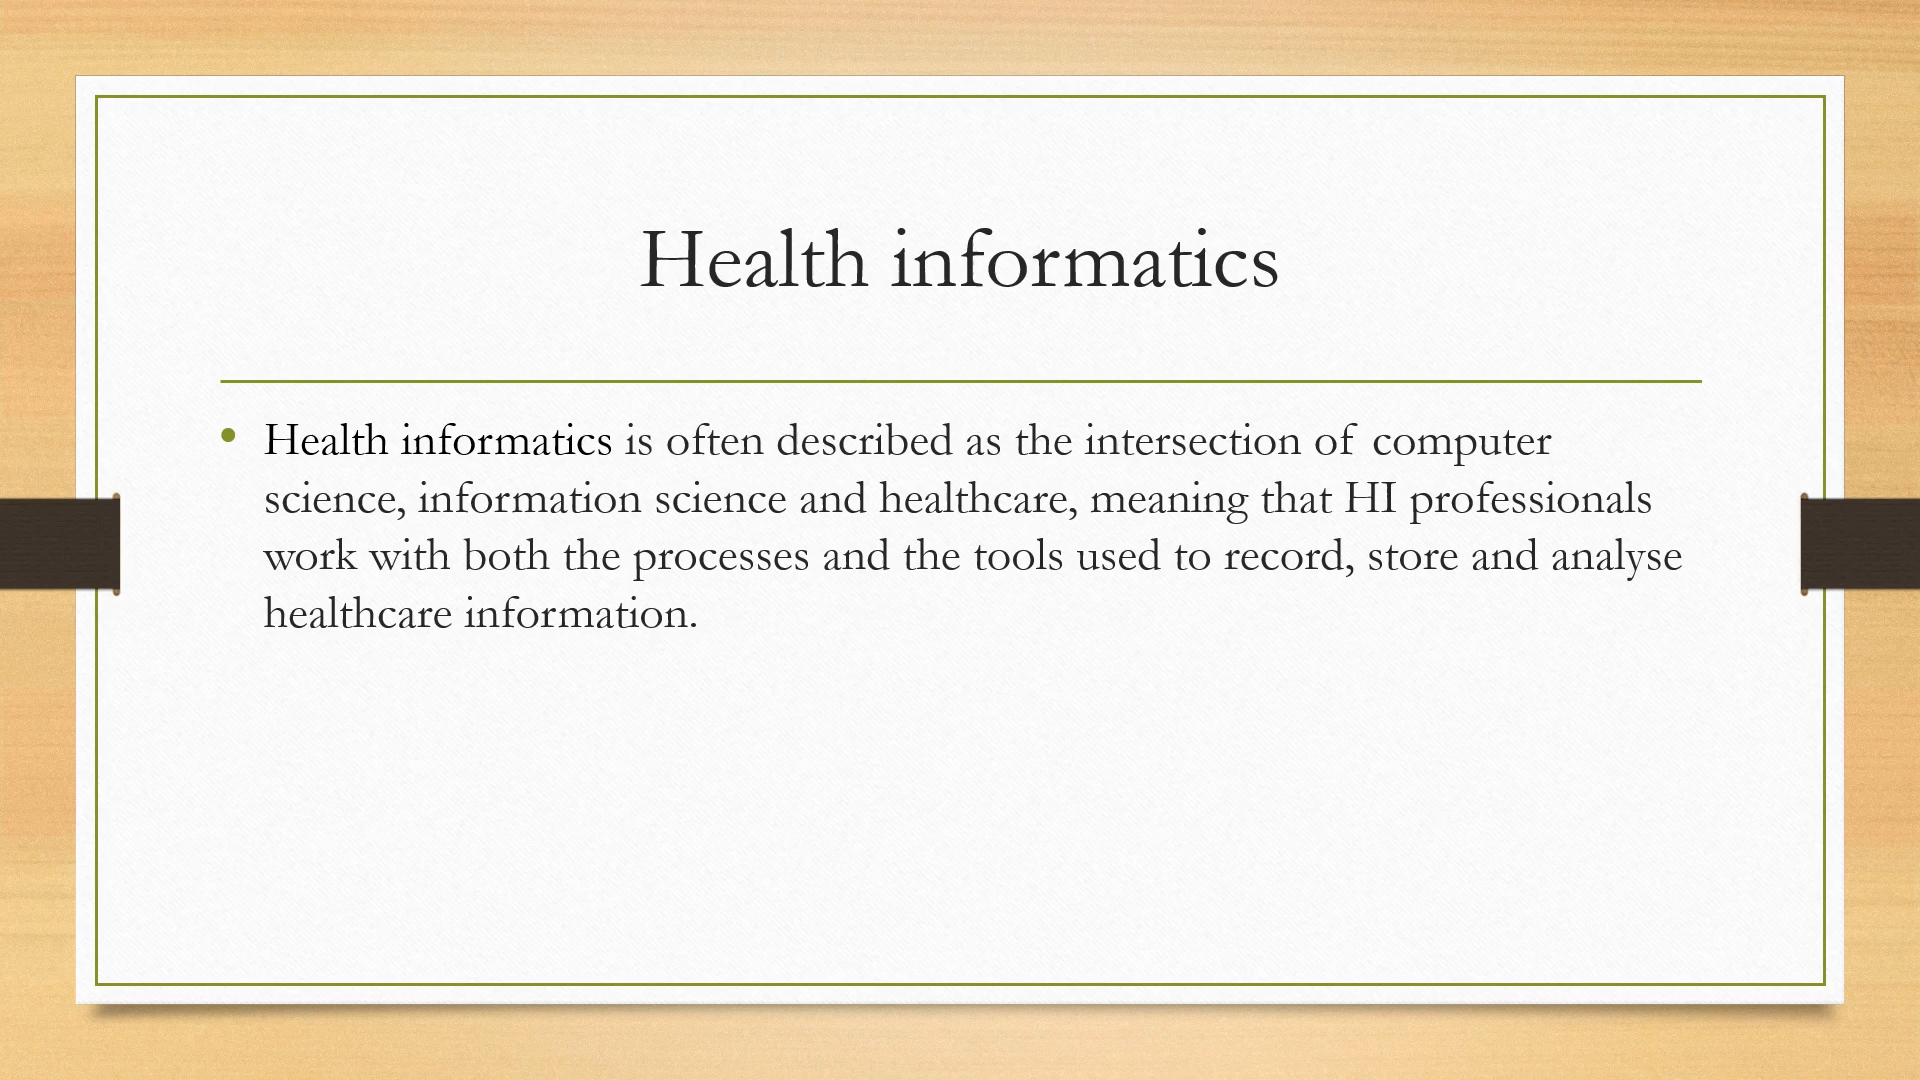 Health informatics
• Health informatics is often described as the intersection of computer
science, information science and healthcare, meaning that HI professionals
work with both the processes and the tools used to record, store and analyse
healthcare information.